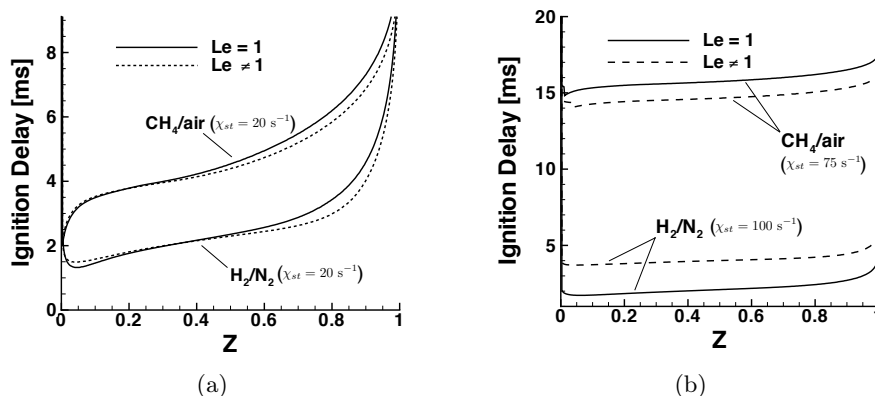 Ignition Delay [ms]
8
6
4
2
0
0
0.2
0.4
0.6
0.8
1
Z
Le = 1
Le ≠ 1
CH₄/air (χst = 20 s⁻¹)
H₂/N₂ (χst = 20 s⁻¹)
(a)
Ignition Delay [ms]
20
15
10
5
0
0.2
0.4
0.6
0.8
1
Z
Le = 1
Le ≠ 1
CH₄/air
(χst = 75 s⁻¹)
H₂/N₂ (χst = 100 s⁻¹)
(b)